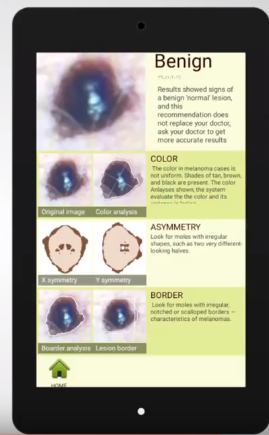 Benign
Results showed signs of
a benign 'normal' lesion,
and this
recommendation does
not replace your doctor,
ask your doctor to get
more accurate results
COLOR
The color in melanoma cases is
not uniform. Shades of tan, brown,
and black are present. The color
Anlayses shown, the system
evaluate the the color and its
Original image
Color analysis
ASYMMETRY
Look for moles with irregular
shapes, such as two very different-
looking halves.
X symmetry
Y symmetry
BORDER
Look for moles with irregular,
notched or scalloped borders –
characteristics of melanomas.
Boarder analysis
Lesion border
HOME